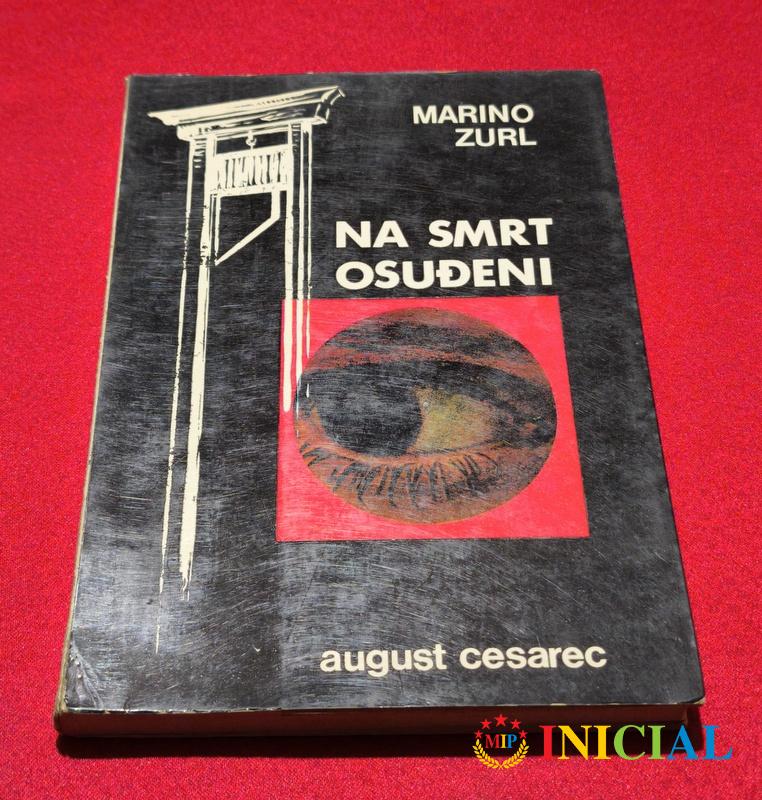 MARINO
ZURL
NA SMRT
OSUĐENI
august cesarec
MIP INICIAL